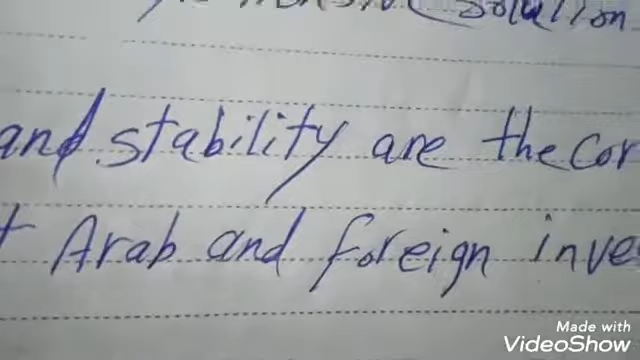 solution
and stability are the cor
Arab and foreign inve
Made with
VideoShow